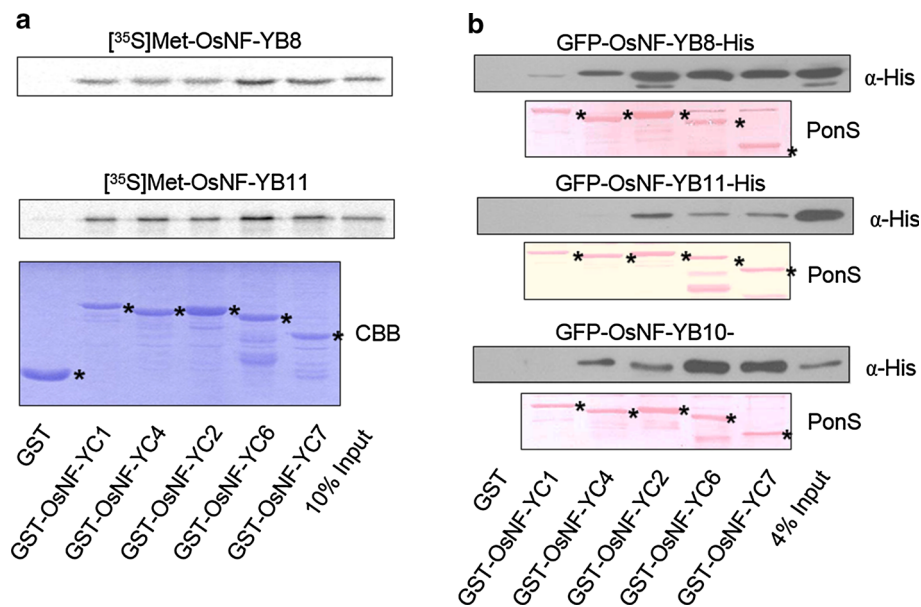 a
[³⁵S]Met-OsNF-YB8
[³⁵S]Met-OsNF-YB11
*
*
*
*
*
*
CBB
GST
GST-OsNF-YC1
GST-OsNF-YC4
GST-OsNF-YC2
GST-OsNF-YC6
GST-OsNF-YC7
10% Input
b
GFP-OsNF-YB8-His
α-His
*
*
*
*
*
PonS
GFP-OsNF-YB11-His
α-His
*
*
*
*
*
PonS
GFP-OsNF-YB10-
α-His
*
*
*
*
*
PonS
GST
GST-OsNF-YC1
GST-OsNF-YC4
GST-OsNF-YC2
GST-OsNF-YC6
GST-OsNF-YC7
4% Input